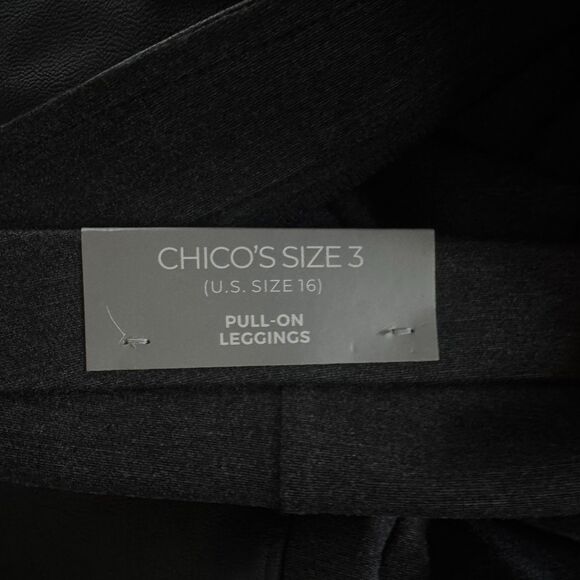 CHICO'S SIZE 3
(U.S. SIZE 16)
PULL-ON
LEGGINGS